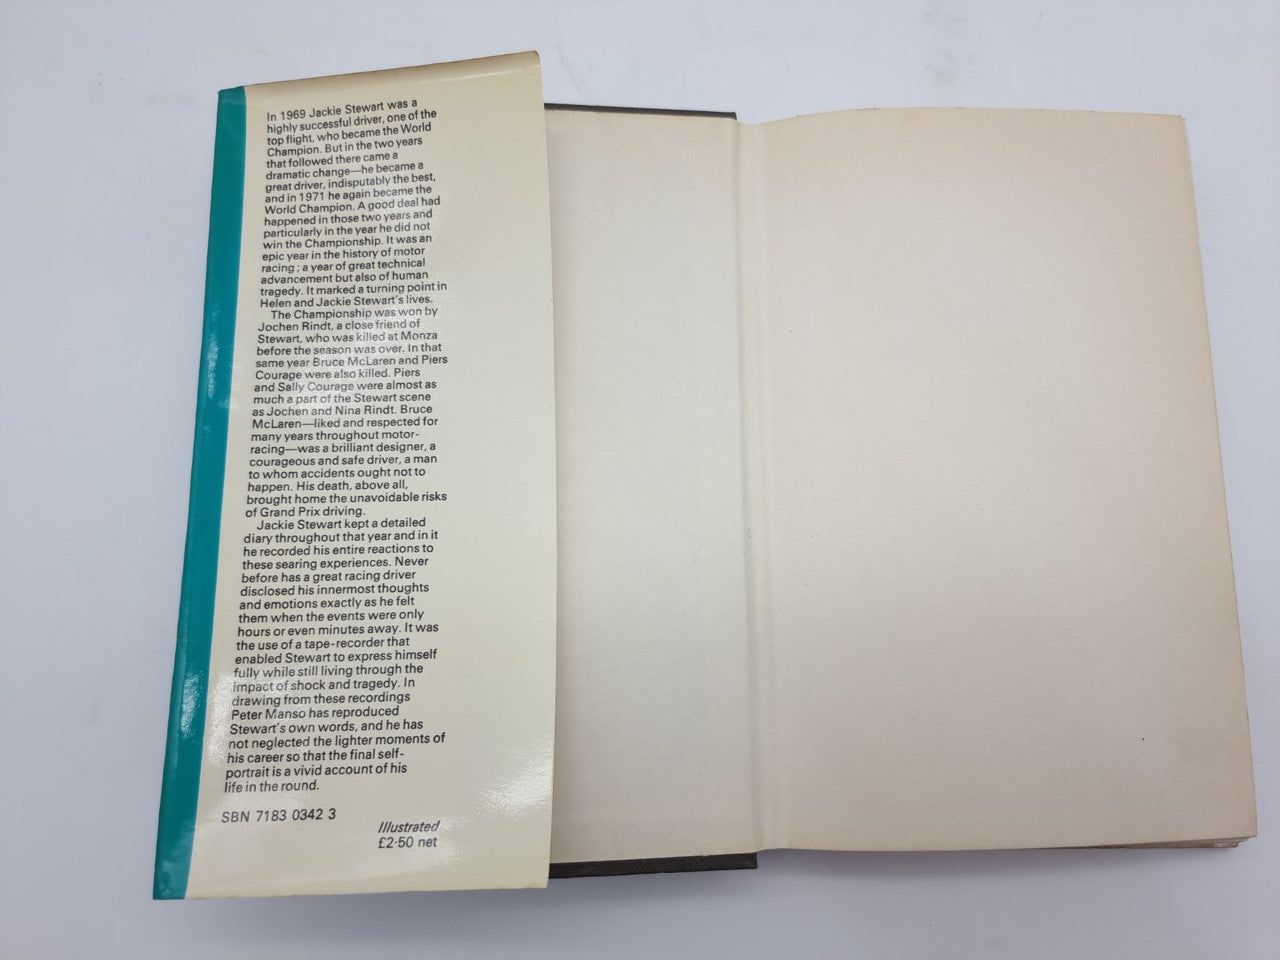 In 1969 Jackie Stewart was a
highly successful driver, one of the
top flight, who became the World
Champion. But in the two years
that followed there came a
dramatic change—he became a
great driver, indisputably the best,
and in 1971 he again became the
World Champion. A good deal had
happened in those two years and
particularly in the year he did not
win the Championship. It was an
epic year in the history of motor
racing ; a year of great technical
advancement but also of human
tragedy. It marked a turning point in
Helen and Jackie Stewart's lives.
The Championship was won by
Jochen Rindt, a close friend of
Stewart, who was killed at Monza
before the season was over. In that
same year Bruce McLaren and Piers
Courage were also killed. Piers
and Sally Courage were almost as
much a part of the Stewart scene
as Jochen and Nina Rindt. Bruce
McLaren—liked and respected for
many years throughout motor-
racing—was a brilliant designer, a
courageous and safe driver, a man
to whom accidents ought not to
happen. His death, above all,
brought home the unavoidable risks
of Grand Prix driving.
Jackie Stewart kept a detailed
diary throughout that year and in it
he recorded his entire reactions to
these searing experiences. Never
before has a great racing driver
disclosed his innermost thoughts
and emotions exactly as he felt
them when the events were only
hours or even minutes away. It was
the use of a tape-recorder that
enabled Stewart to express himself
fully while still living through the
impact of shock and tragedy. In
drawing from these recordings
Peter Manso has reproduced
Stewart's own words, and he has
not neglected the lighter moments of
his career so that the final self-
portrait is a vivid account of his
life in the round.
SBN 7183 0342 3
Illustrated
£2·50 net